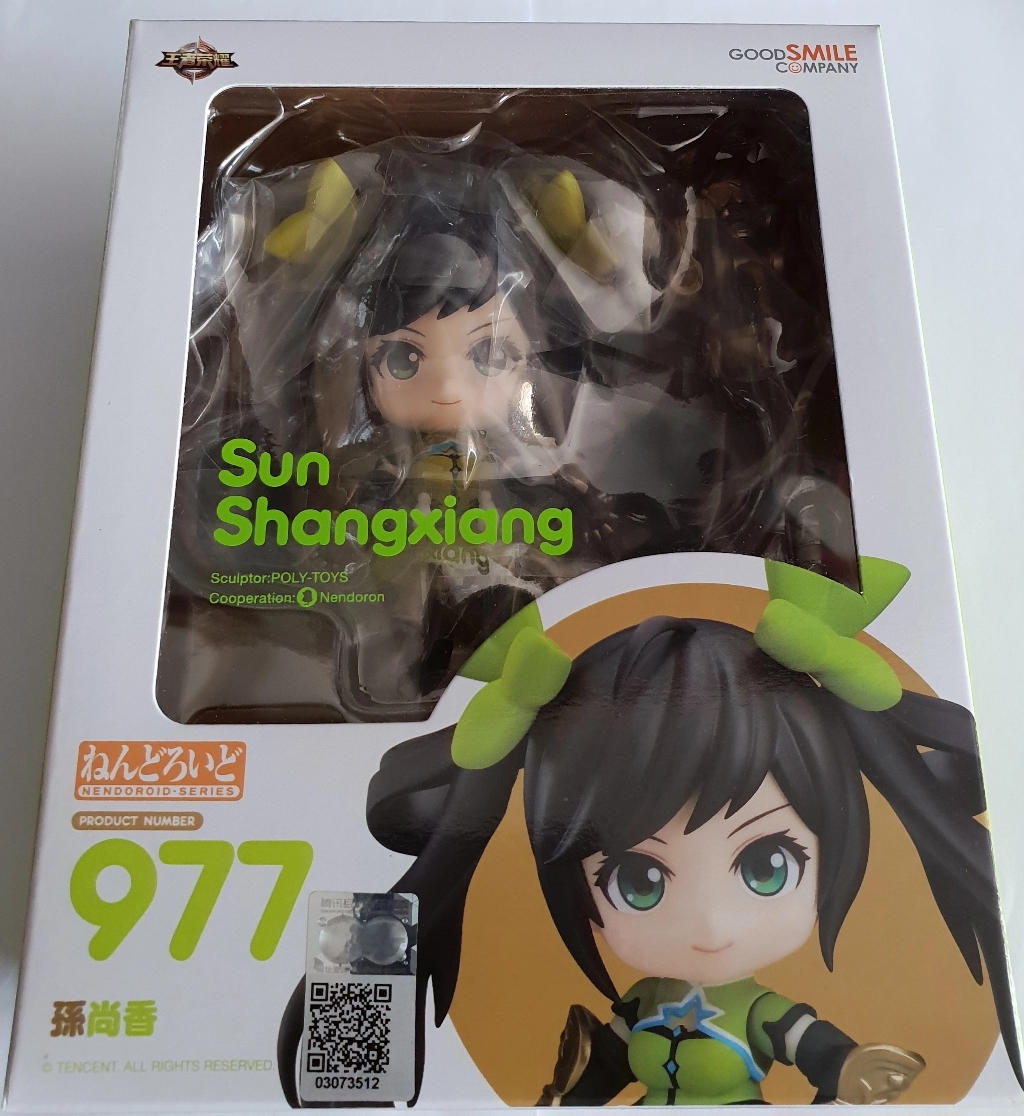 王者荣耀
GOODSMILE
COMPANY
Sun
Shangxiang
Sculptor:POLY-TOYS
Cooperation: Nendoron
ねんどろいど
NENDOROID·SERIES
PRODUCT NUMBER
977
孫尚香
© TENCENT. ALL RIGHTS RESERVED.
03073512